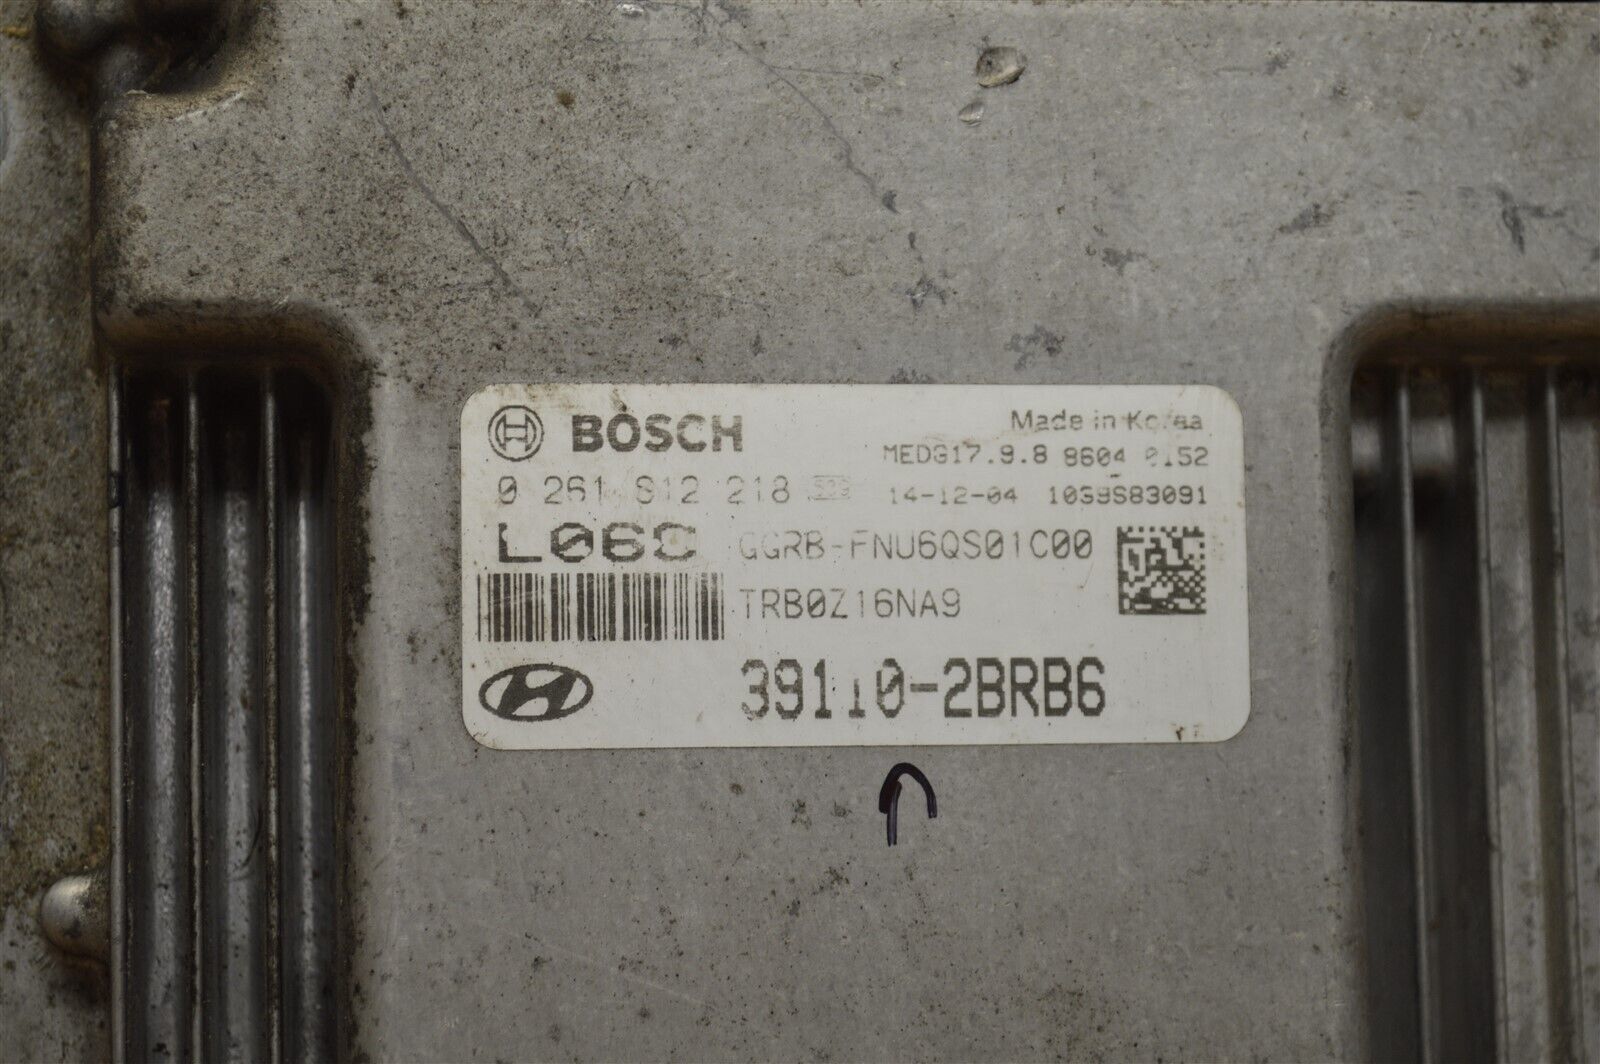 BOSCH
Made in Korea
MEDG17.9.8 8604 0152
0 261 S12 218
14-12-04 1039S83091
L06C
GGRB-FNU6QS01C00
TRB0Z16NA9
39110-2BRB6